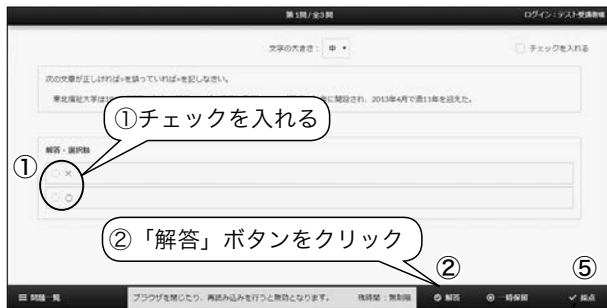 第1問/全3問
ログイン：テスト受講者様
文字の大きさ： 中
チェックを入れる
次の文章が正しければ○を誤っていれば×を記しなさい。
東北福祉大学は19
年に開設され、2013年4月で満11年を迎えた。
①チェックを入れる
解答・選択肢
①
×
○
②「解答」ボタンをクリック
②
⑤
問題一覧
ブラウザを閉じたり、再読み込みを行うと無効となります。
残時間：無制限
解答
一時保留
採点